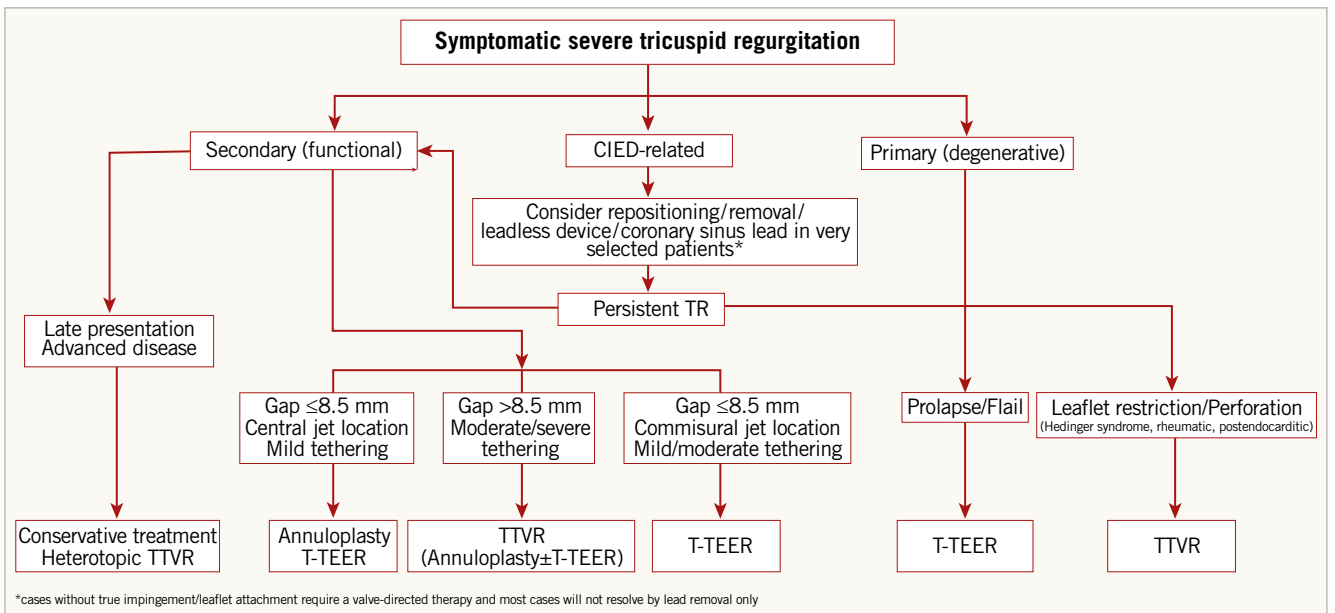 Symptomatic severe tricuspid regurgitation
Secondary (functional)
CIED-related
Primary (degenerative)
Consider repositioning/removal/
leadless device/coronary sinus lead in very
selected patients*
Persistent TR
Late presentation
Advanced disease
Gap ≤8.5 mm
Central jet location
Mild tethering
Gap >8.5 mm
Moderate/severe
tethering
Gap ≤8.5 mm
Commisural jet location
Mild/moderate tethering
Prolapse/Flail
Leaflet restriction/Perforation
(Hedinger syndrome, rheumatic, postendocarditic)
Conservative treatment
Heterotopic TTVR
Annuloplasty
T-TEER
TTVR
(Annuloplasty±T-TEER)
T-TEER
T-TEER
TTVR
*cases without true impingement/leaflet attachment require a valve-directed therapy and most cases will not resolve by lead removal only